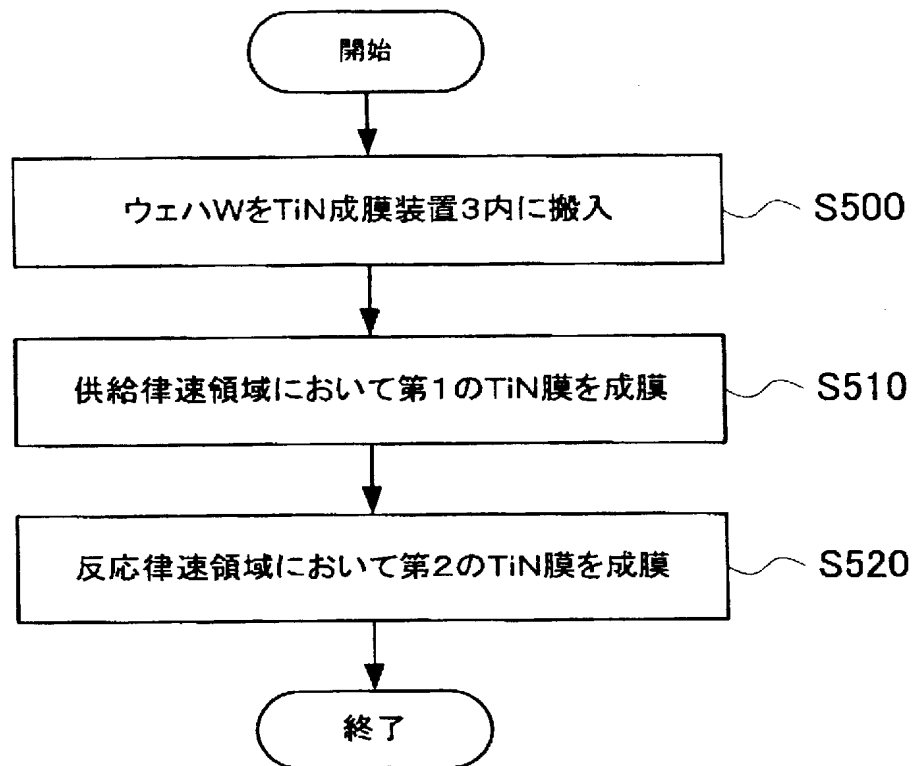 開始
ウェハWをTiN成膜装置3内に搬入
S500
供給律速領域において第1のTiN膜を成膜
S510
反応律速領域において第2のTiN膜を成膜
S520
終了